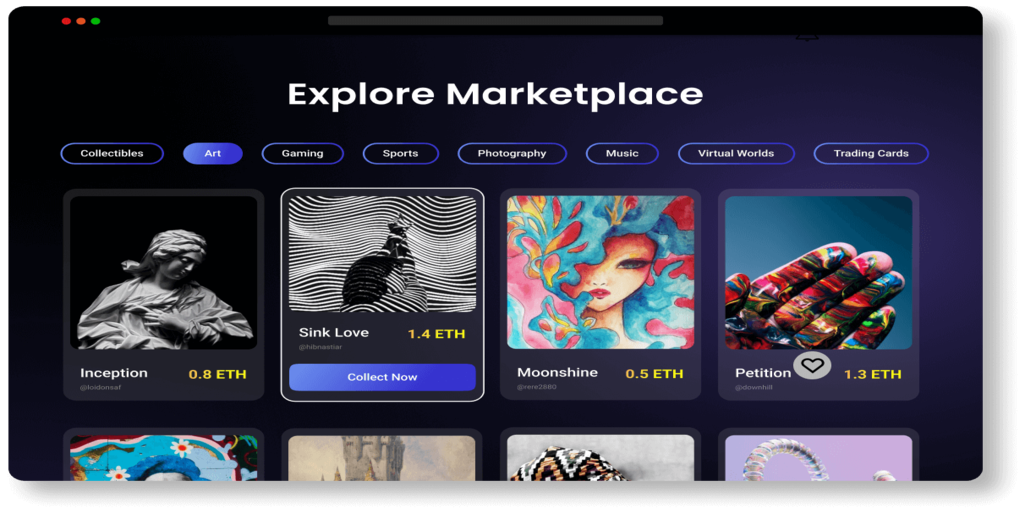 Explore Marketplace
Collectibles Art Gaming Sports Photography Music Virtual Worlds Trading Cards
Sink Love 1.4 ETH
@hibnastiar
Collect Now
Inception 0.8 ETH
@loidonsaf
Moonshine 0.5 ETH
@rere2880
Petition 1.3 ETH
@downhill